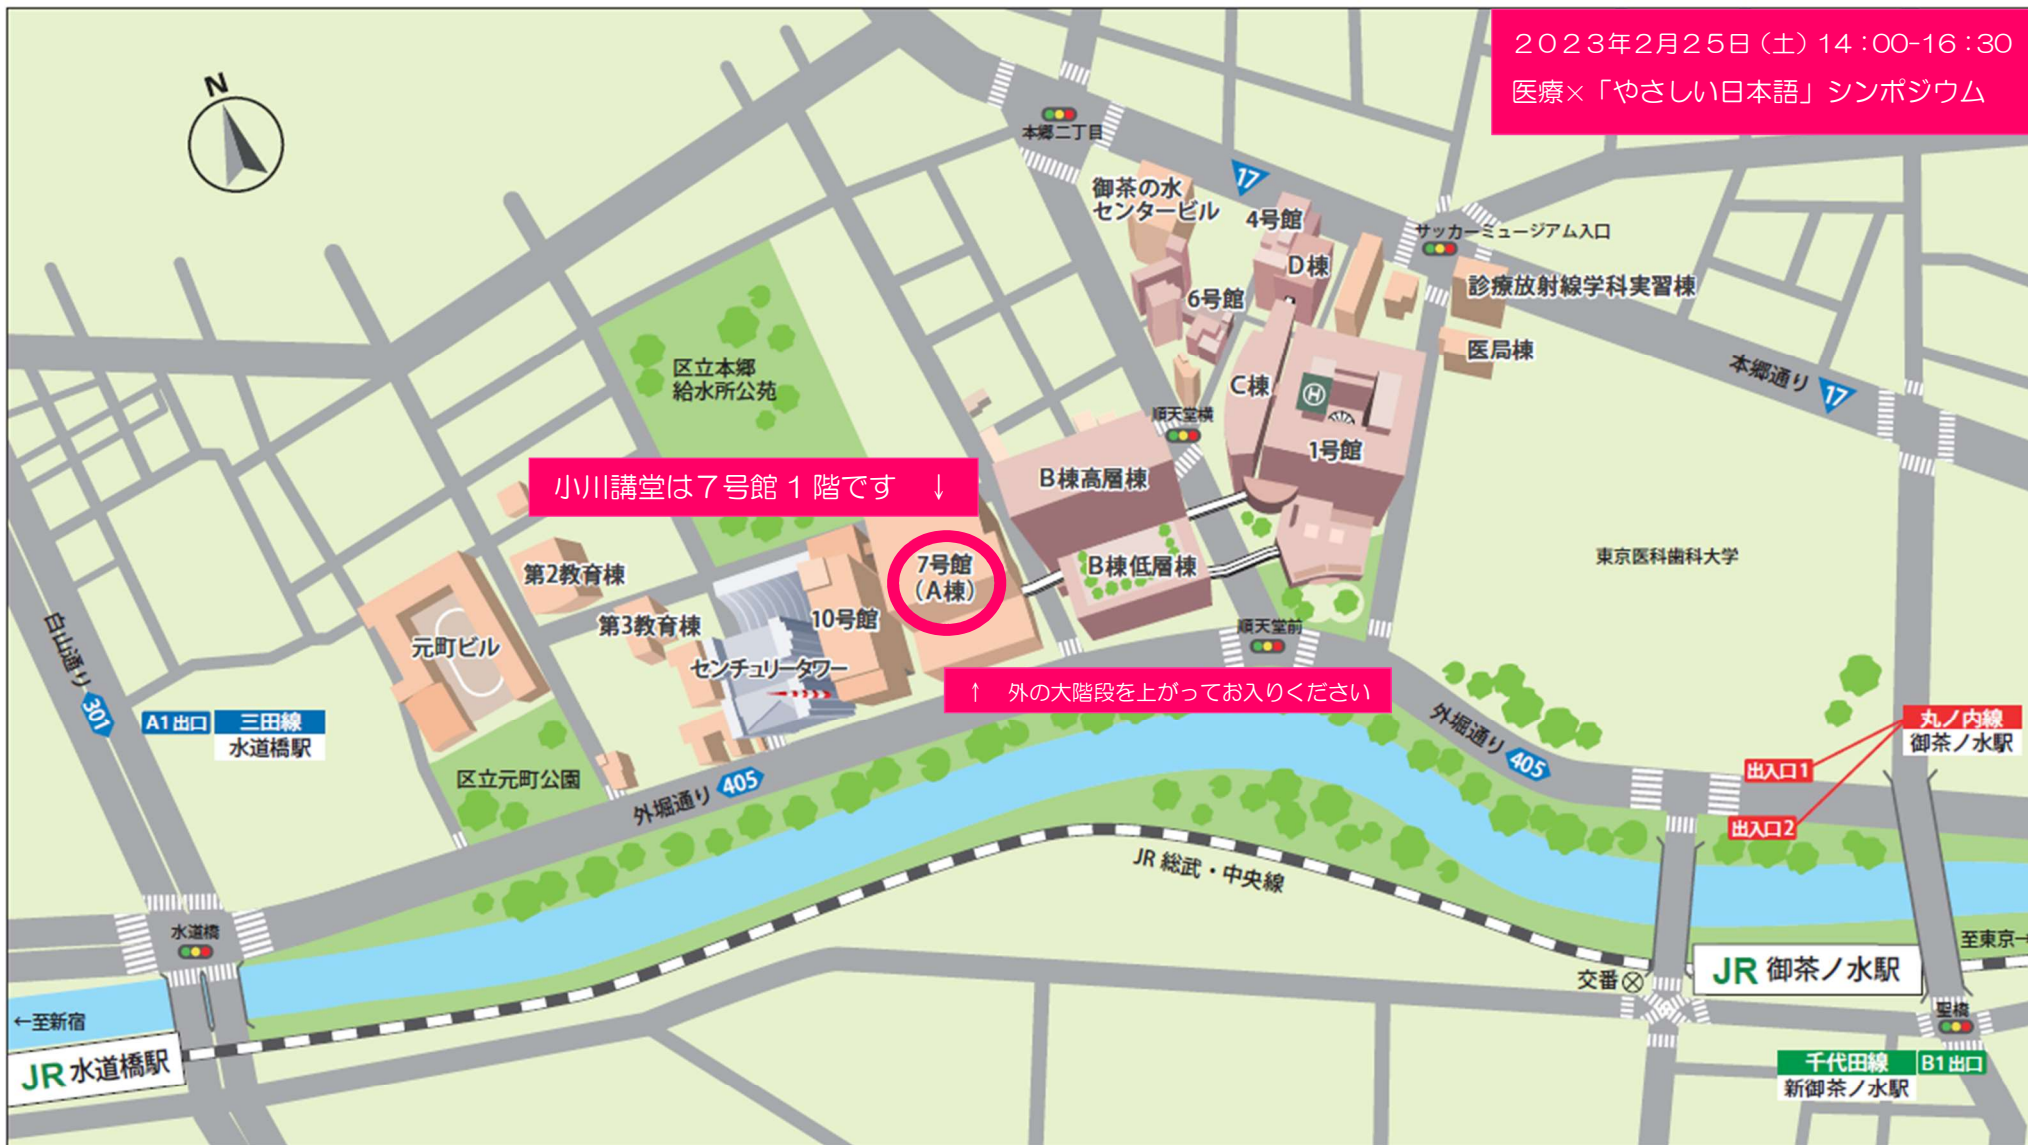 2023年2月25日（土）14：00-16：30
医療×「やさしい日本語」シンポジウム
N
本郷二丁目
17
御茶の水
センタービル
4号館
サッカーミュージアム入口
D棟
診療放射線学科実習棟
6号館
医局棟
区立本郷
給水所公苑
C棟
H
本郷通り 17
順天堂横
1号館
小川講堂は７号館１階です　↓
B棟高層棟
7号館
（A棟）
B棟低層棟
東京医科歯科大学
第2教育棟
10号館
第3教育棟
元町ビル
順天堂前
センチュリータワー
↑　外の大階段を上がってお入りください
白山通り 301
A1出口 三田線
水道橋駅
外堀通り 405
丸ノ内線
御茶ノ水駅
出入口1
出入口2
区立元町公園
外堀通り 405
JR 総武・中央線
水道橋
至東京→
交番
JR 御茶ノ水駅
聖橋
←至新宿
JR 水道橋駅
千代田線 B1出口
新御茶ノ水駅